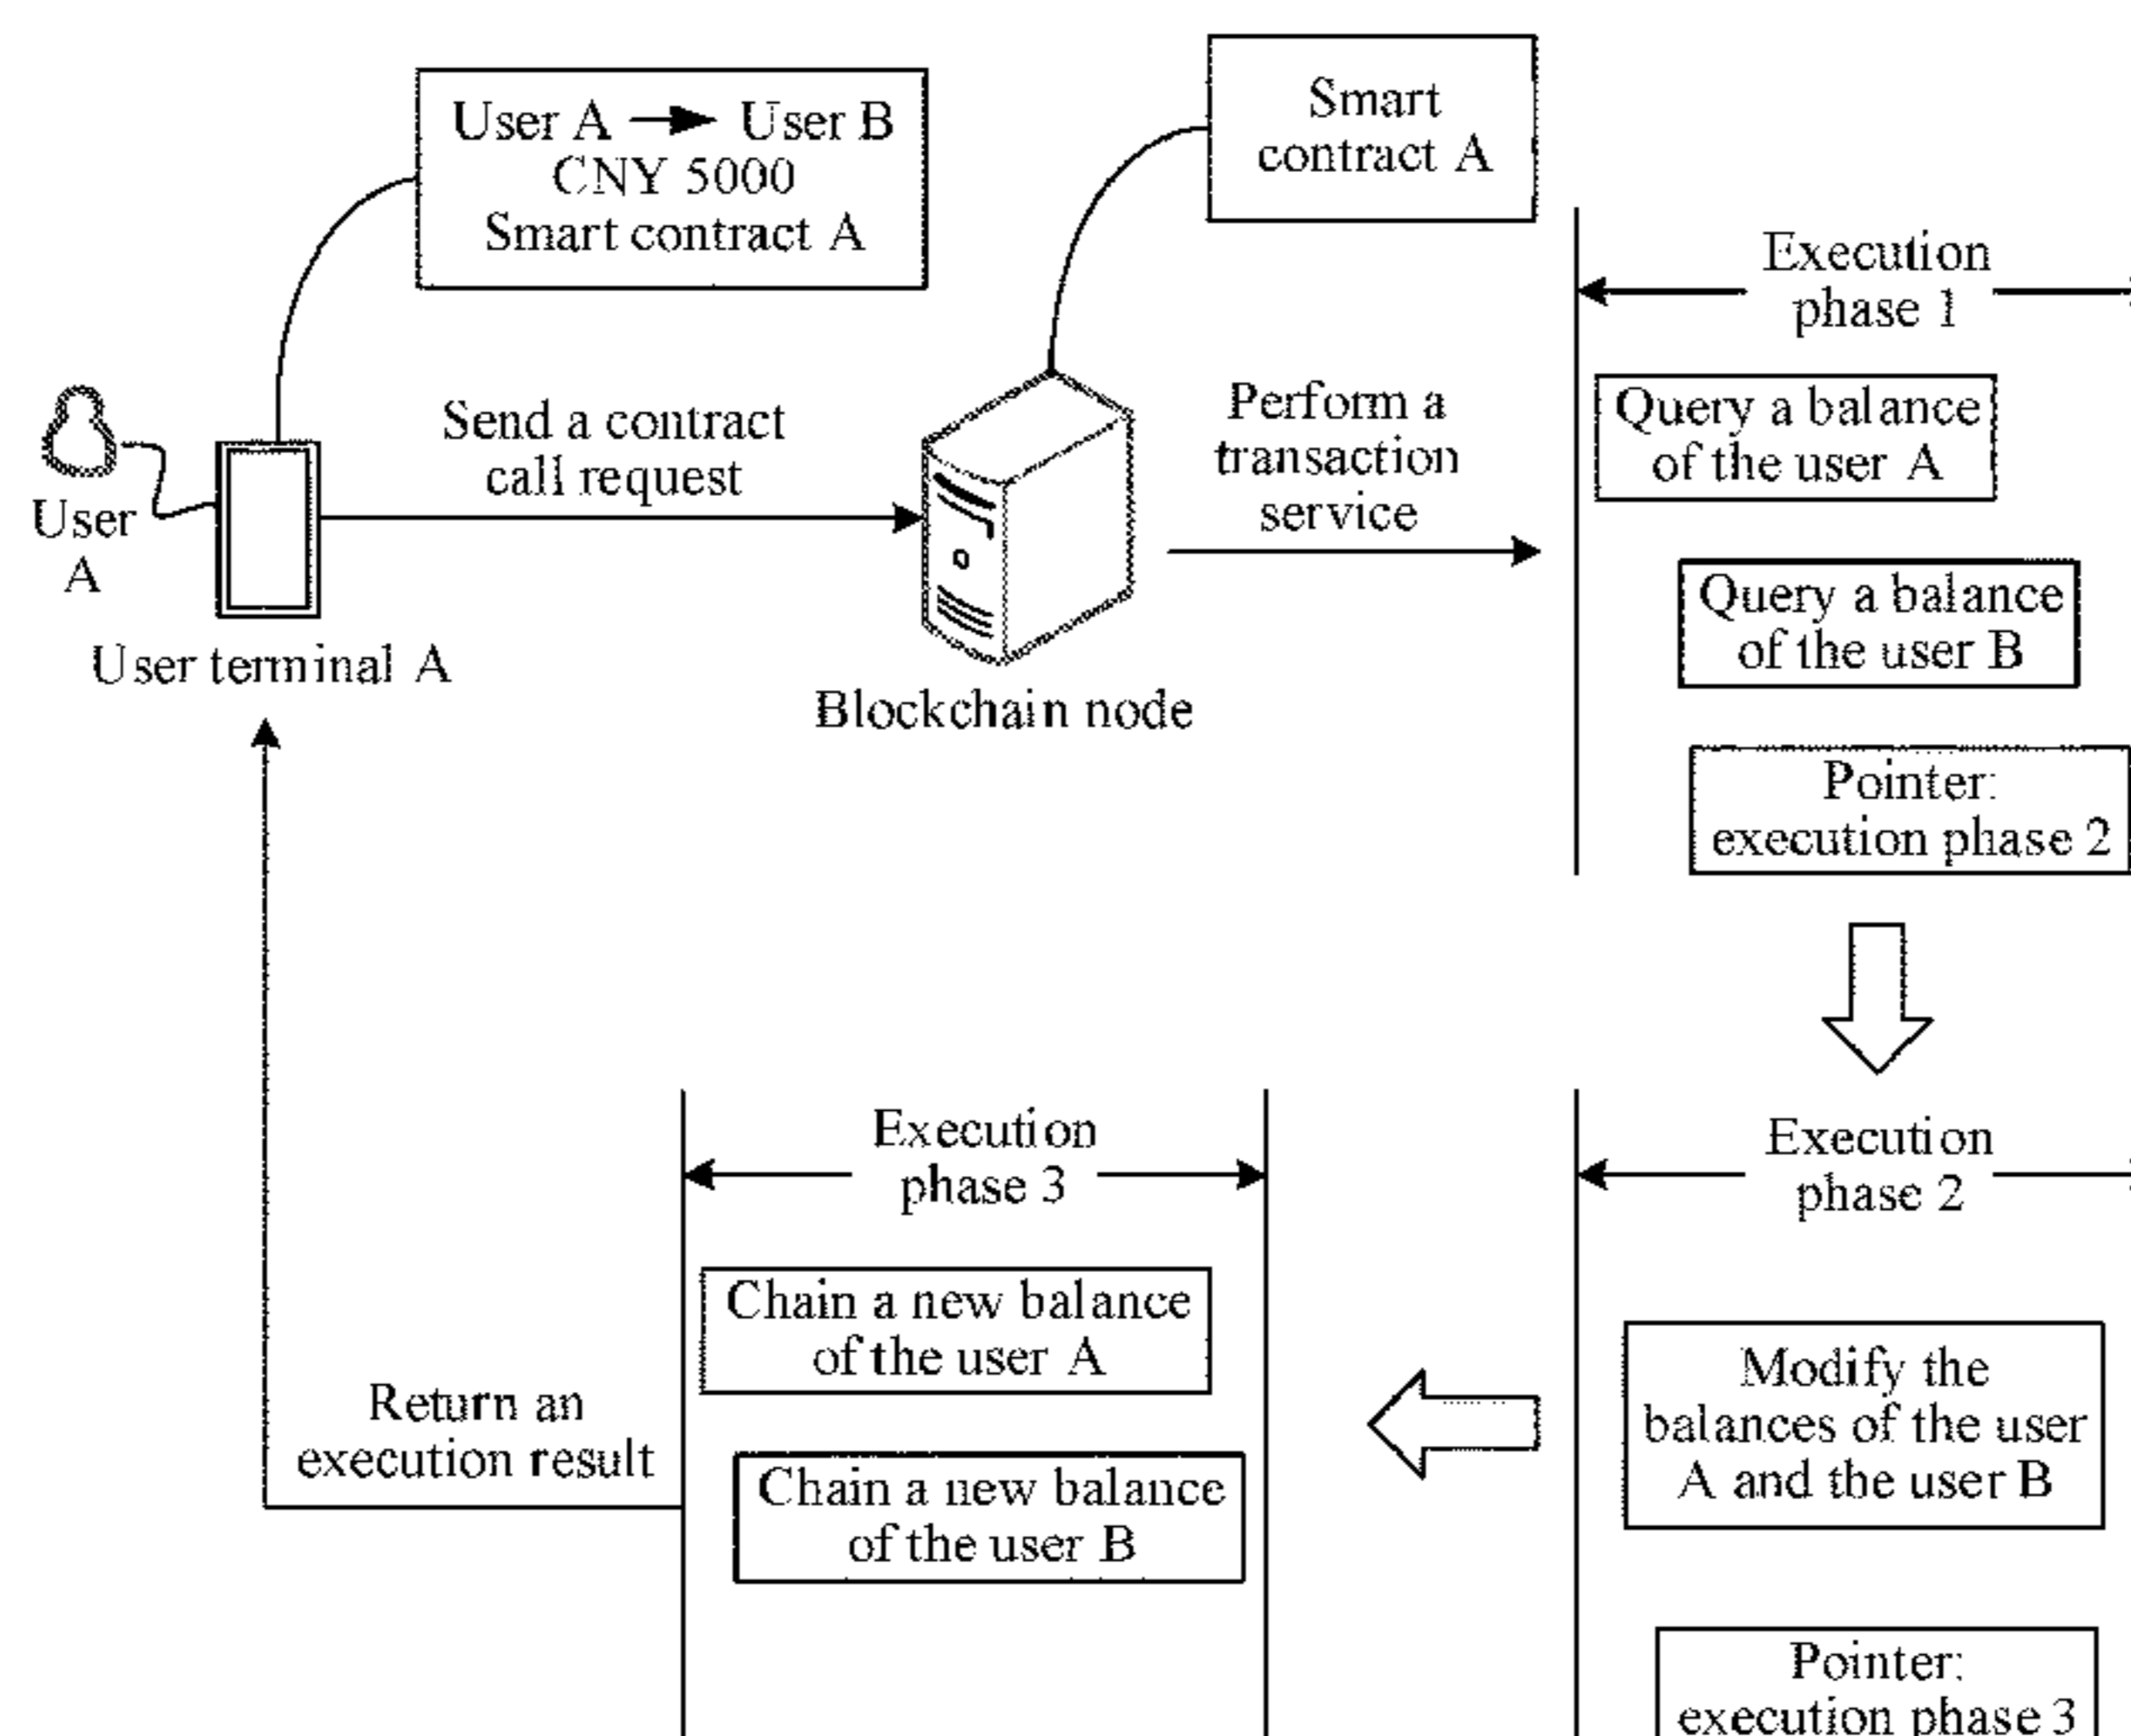 User A → User B
CNY 5000
Smart contract A
Smart
contract A
Execution
phase 1
User
A
User terminal A
Send a contract
call request
Blockchain node
Perform a
transaction
service
Query a balance
of the user A
Query a balance
of the user B
Pointer:
execution phase 2
Execution
phase 2
Modify the
balances of the user
A and the user B
Pointer:
execution phase 3
Execution
phase 3
Chain a new balance
of the user A
Chain a new balance
of the user B
Return an
execution result